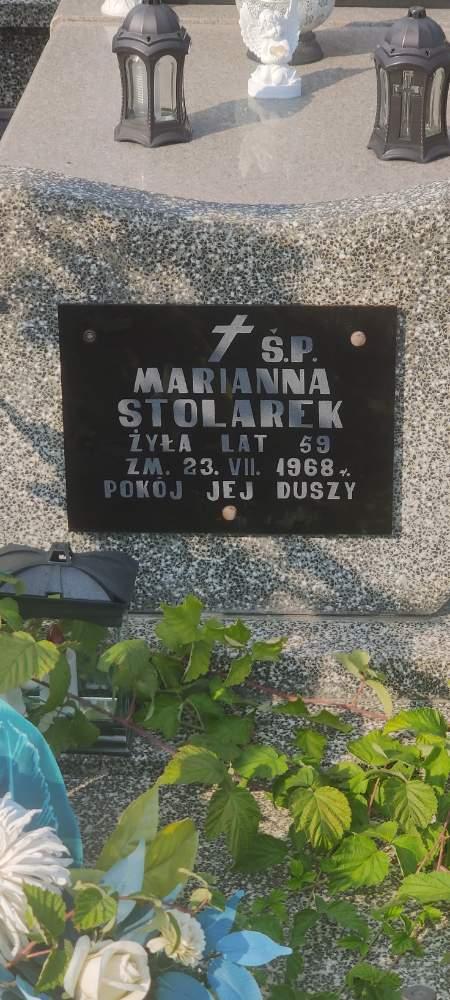 Ś.P.
MARIANNA
STOLAREK
ŻYŁA LAT 59
ZM. 23. VII. 1968 r.
POKÓJ JEJ DUSZY